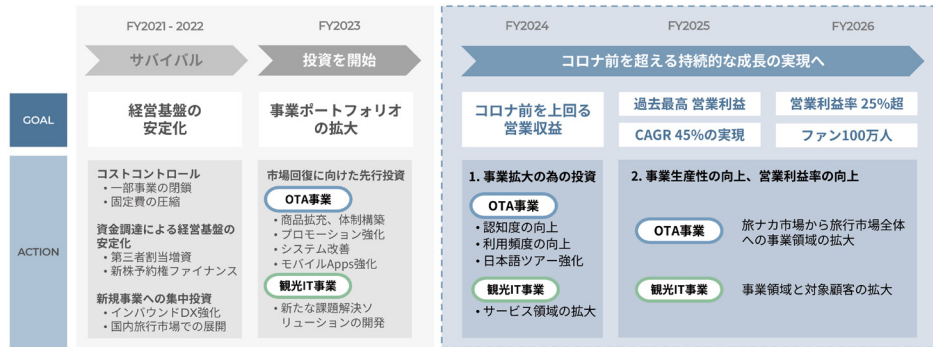 FY2021 - 2022
FY2023
FY2024
FY2025
FY2026
サバイバル
投資を開始
コロナ前を超える持続的な成長の実現へ
GOAL
経営基盤の
安定化
事業ポートフォリオ
の拡大
コロナ前を上回る
営業収益
過去最高 営業利益
CAGR 45%の実現
営業利益率 25%超
ファン100万人
ACTION
コストコントロール
・一部事業の閉鎖
・固定費の圧縮
資金調達による経営基盤の
安定化
・第三者割当増資
・新株予約権ファイナンス
新規事業への集中投資
・インバウンドDX強化
・国内旅行市場での展開
市場回復に向けた先行投資
OTA事業
・商品拡充、体制構築
・プロモーション強化
・システム改善
・モバイルApps強化
観光IT事業
・新たな課題解決ソ
リューションの開発
1. 事業拡大の為の投資
OTA事業
・認知度の向上
・利用頻度の向上
・日本語ツアー強化
観光IT事業
・サービス領域の拡大
2. 事業生産性の向上、営業利益率の向上
OTA事業
旅ナカ市場から旅行市場全体
への事業領域の拡大
観光IT事業
事業領域と対象顧客の拡大